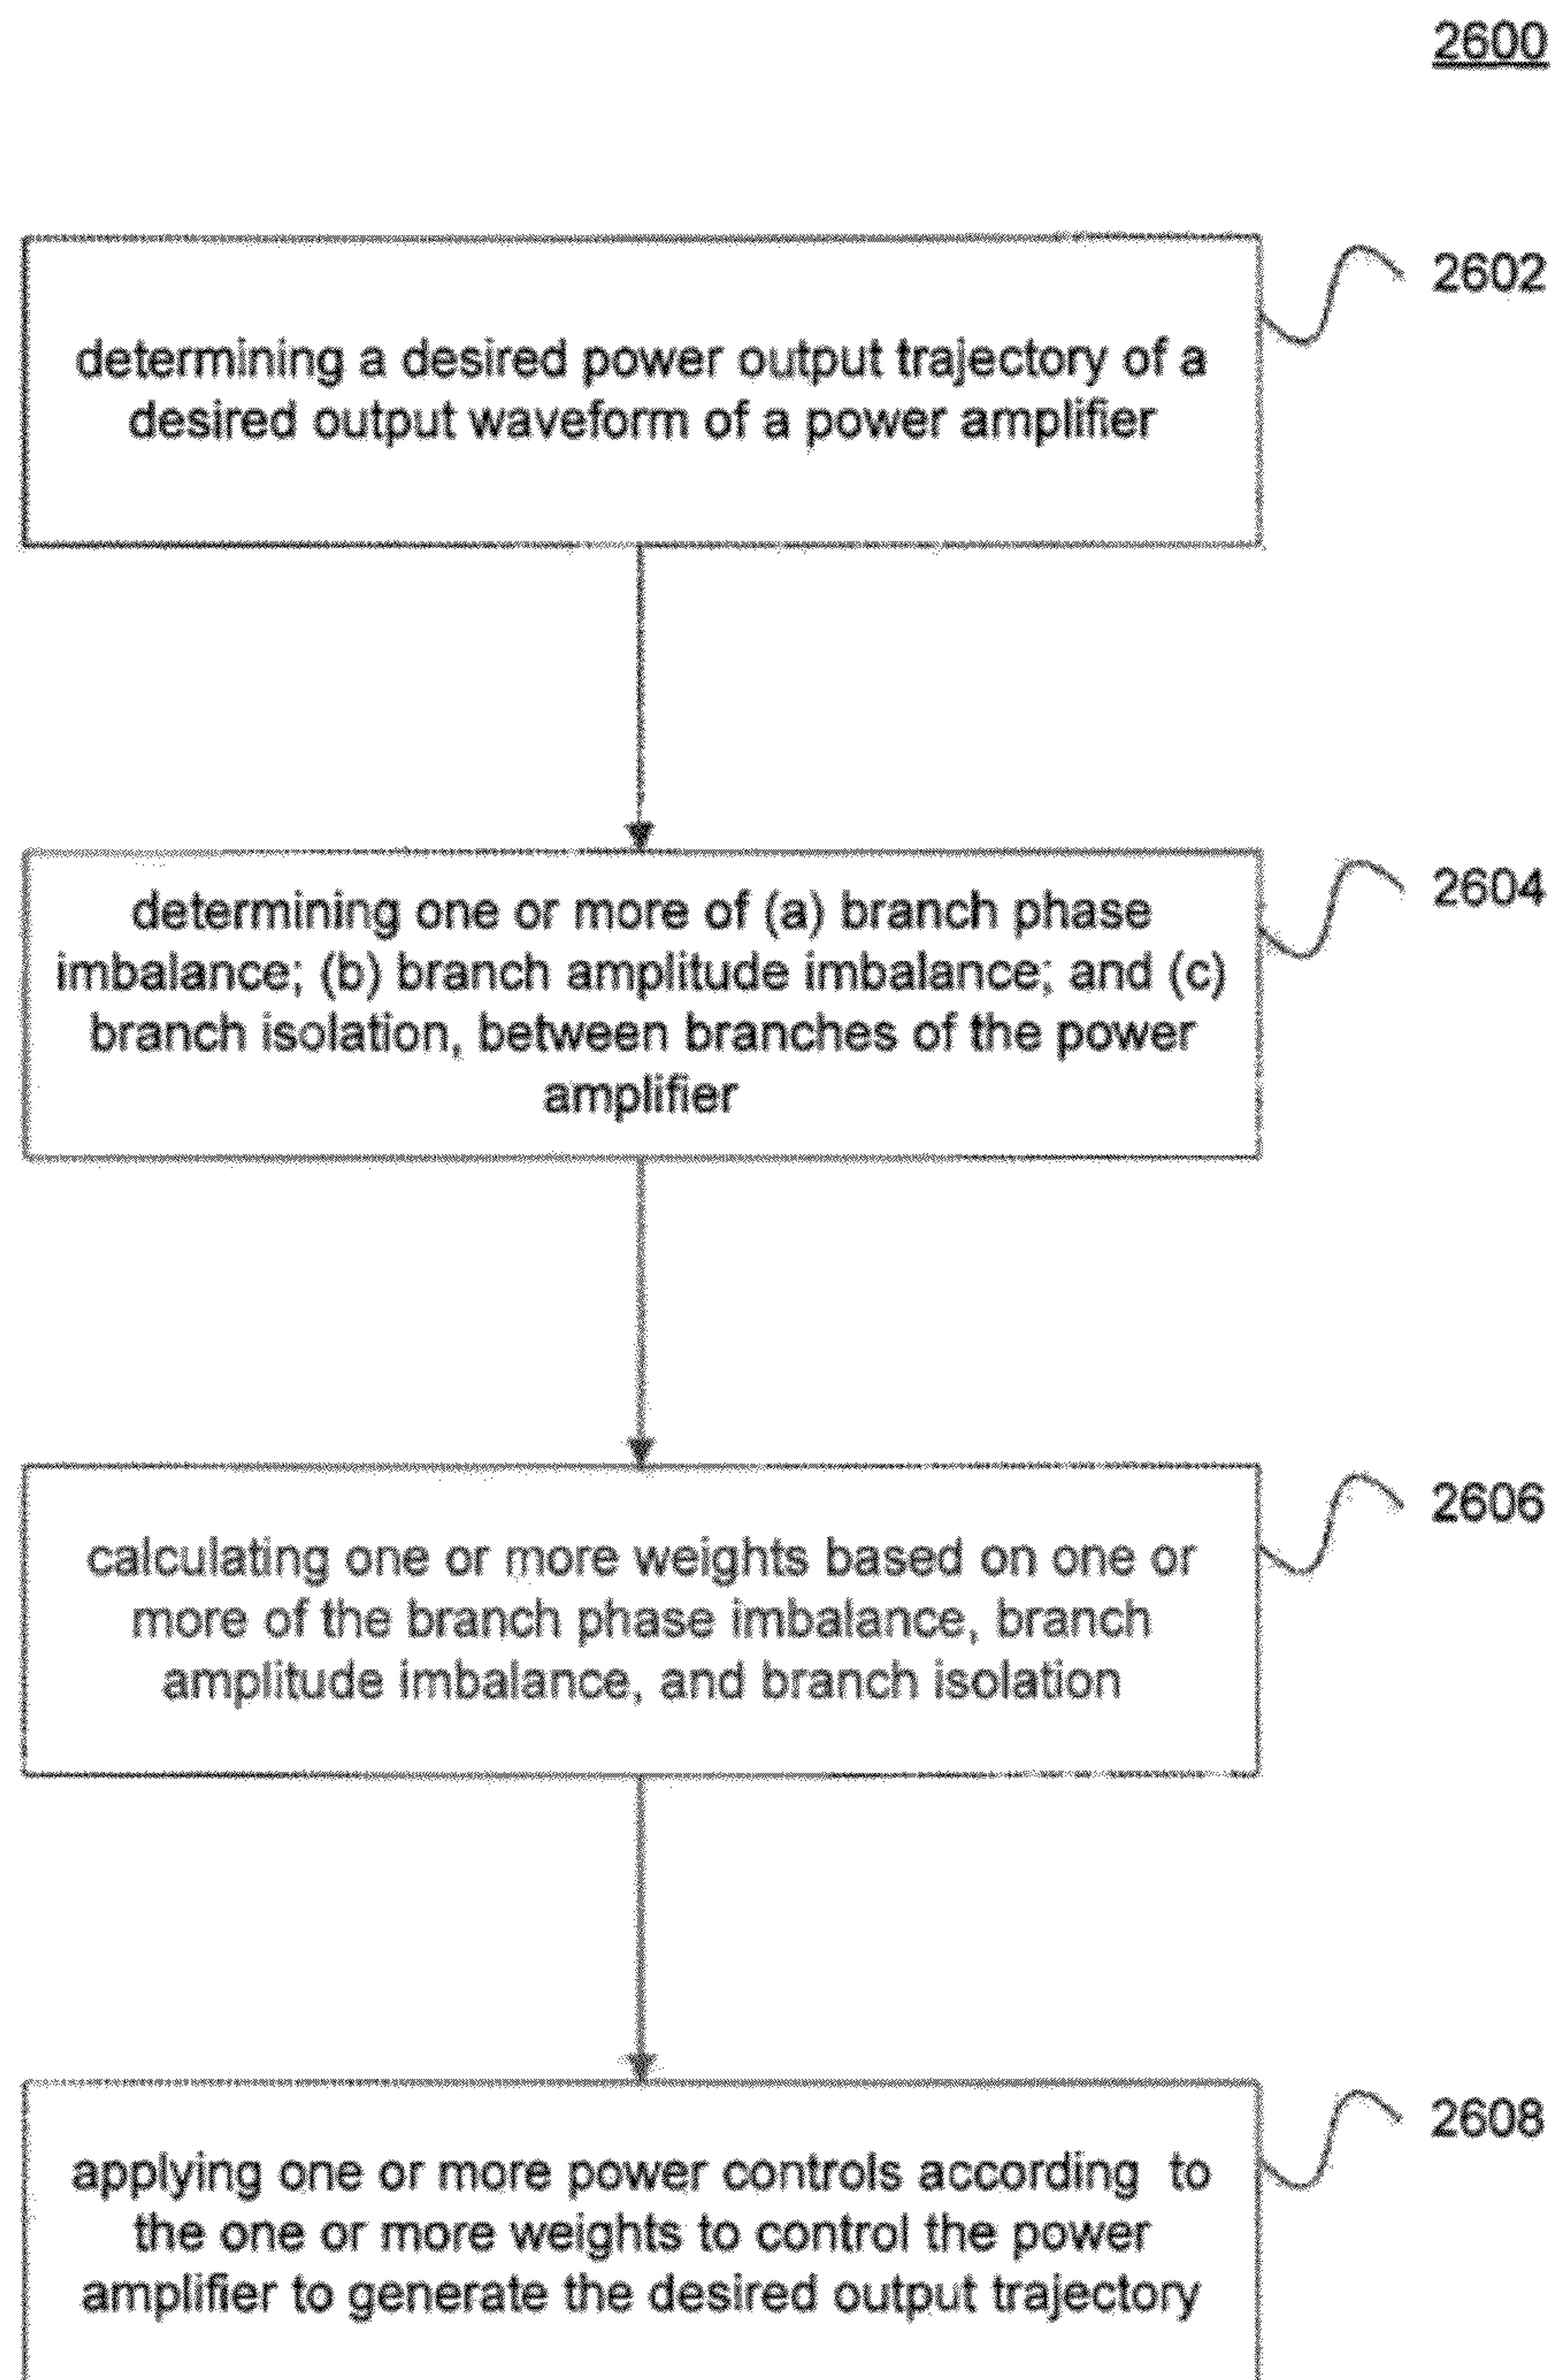 2600
2602
determining a desired power output trajectory of a
desired output waveform of a power amplifier
2604
determining one or more of (a) branch phase
imbalance; (b) branch amplitude imbalance; and (c)
branch isolation, between branches of the power
amplifier
2606
calculating one or more weights based on one or
more of the branch phase imbalance, branch
amplitude imbalance, and branch isolation
2608
applying one or more power controls according to
the one or more weights to control the power
amplifier to generate the desired output trajectory